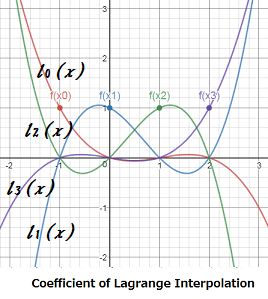 3
2
l0(x)
f(x0) f(x1) f(x2) f(x3)
1
l2(x)
-2 -1 0 1 2 3
l3(x)
-1
l1(x)
-2
Coefficient of Lagrange Interpolation